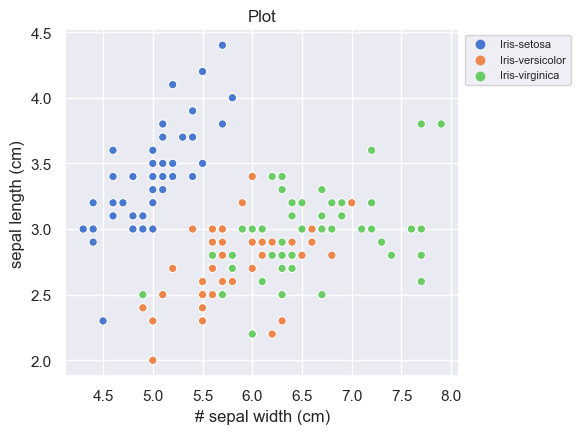 Plot
Iris-setosa
Iris-versicolor
Iris-virginica
sepal length (cm)
4.5
4.0
3.5
3.0
2.5
2.0
4.5 5.0 5.5 6.0 6.5 7.0 7.5 8.0
# sepal width (cm)